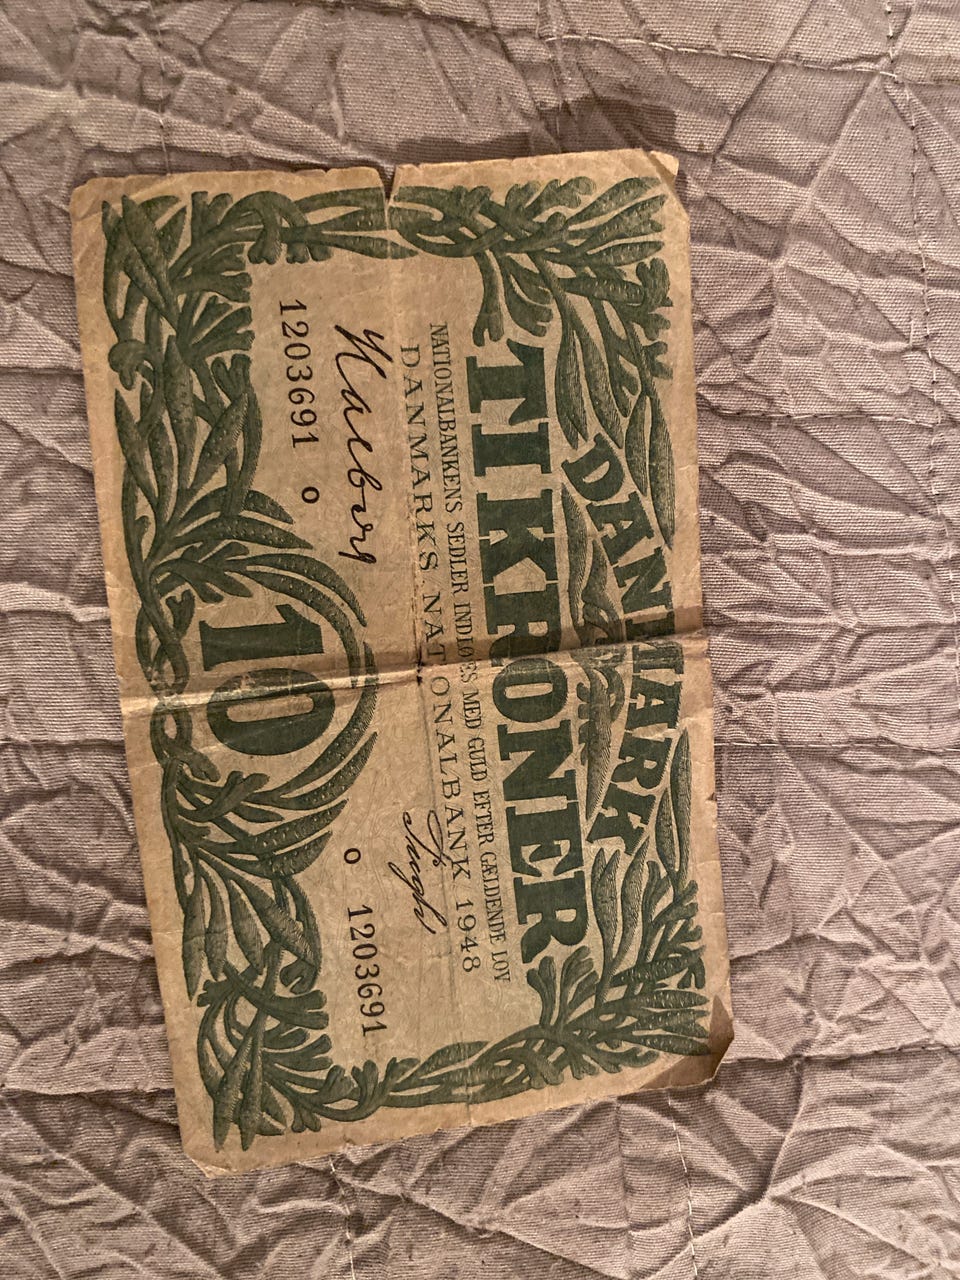 DANMARK
TI KRONER
NATIONALBANKENS SEDLER INDLØSES MED GULD EFTER GÆLDENDE LOV
DANMARKS NATIONALBANK 1948
1203691 o
o 1203691
10